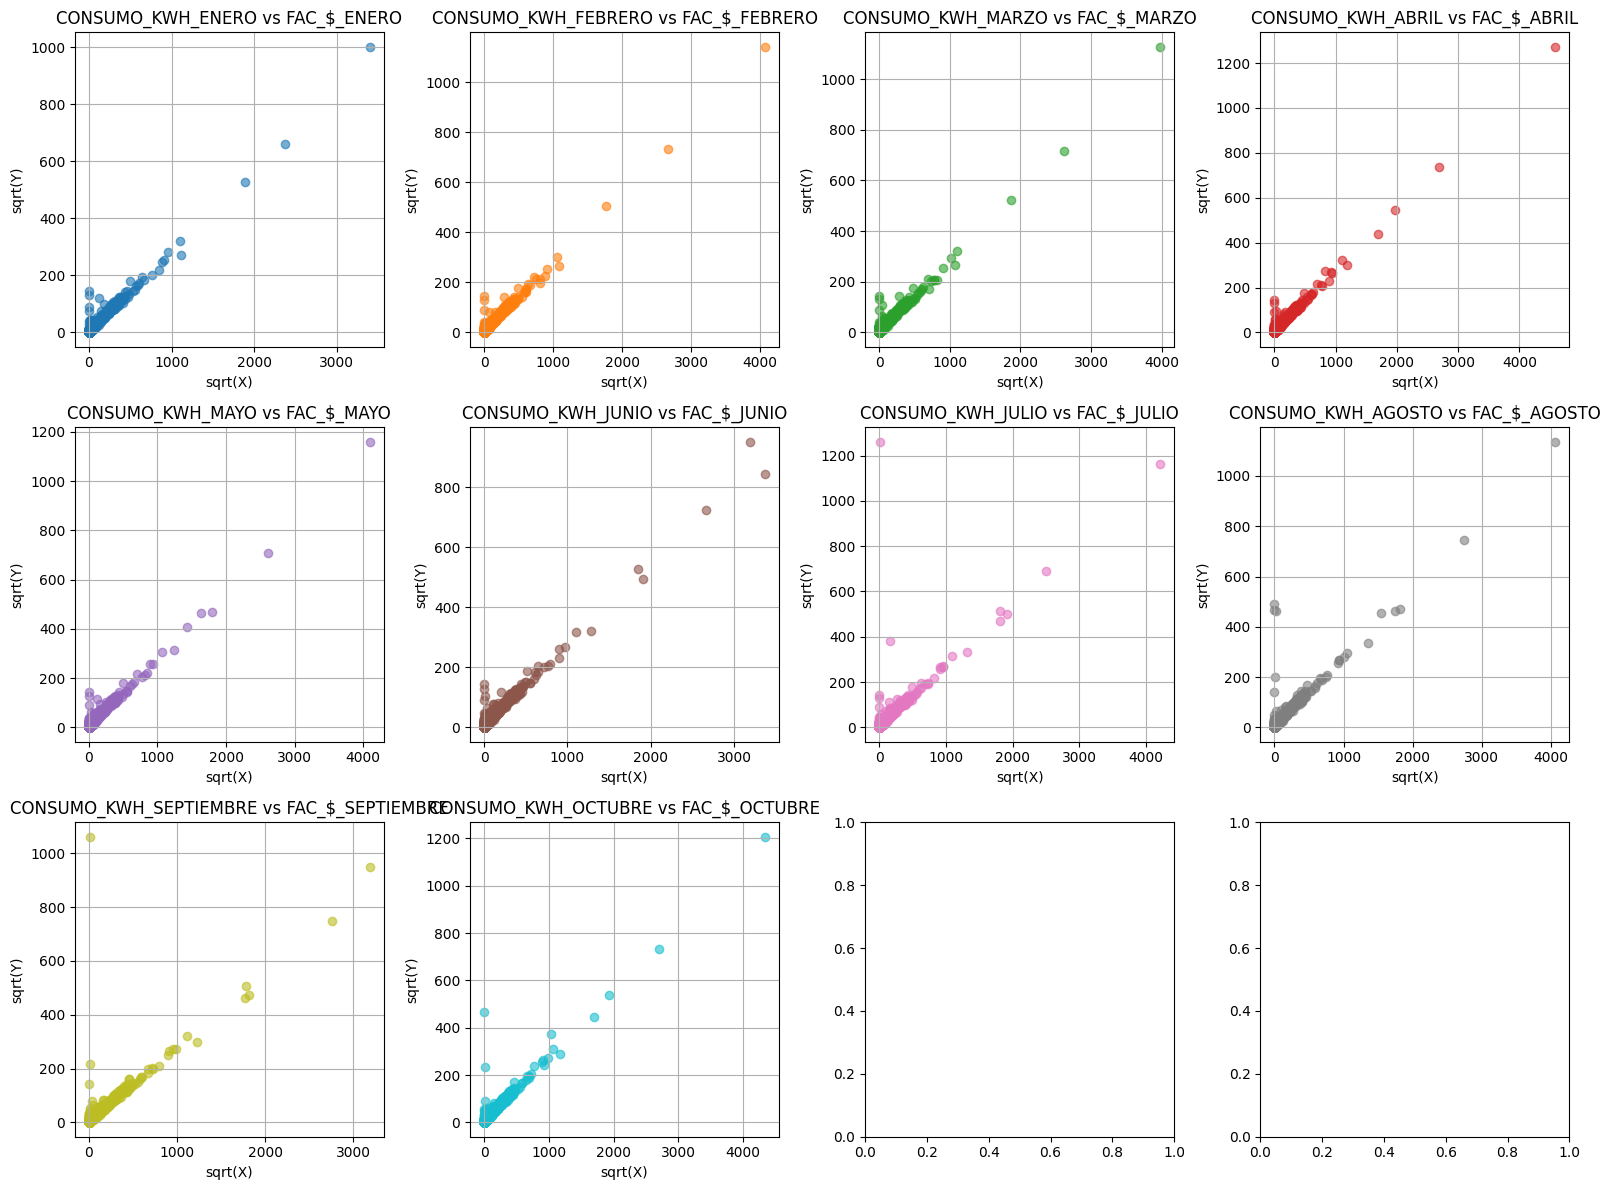 CONSUMO_KWH_ENERO vs FAC_$_ENERO
1000
800
600
400
200
0
sqrt(Y)
0 1000 2000 3000
sqrt(X)
CONSUMO_KWH_FEBRERO vs FAC_$_FEBRERO
1000
800
600
400
200
0
sqrt(Y)
0 1000 2000 3000 4000
sqrt(X)
CONSUMO_KWH_MARZO vs FAC_$_MARZO
1000
800
600
400
200
0
sqrt(Y)
0 1000 2000 3000 4000
sqrt(X)
CONSUMO_KWH_ABRIL vs FAC_$_ABRIL
1200
1000
800
600
400
200
0
sqrt(Y)
0 1000 2000 3000 4000
sqrt(X)
CONSUMO_KWH_MAYO vs FAC_$_MAYO
1200
1000
800
600
400
200
0
sqrt(Y)
0 1000 2000 3000 4000
sqrt(X)
CONSUMO_KWH_JUNIO vs FAC_$_JUNIO
800
600
400
200
0
sqrt(Y)
0 1000 2000 3000
sqrt(X)
CONSUMO_KWH_JULIO vs FAC_$_JULIO
1200
1000
800
600
400
200
0
sqrt(Y)
0 1000 2000 3000 4000
sqrt(X)
CONSUMO_KWH_AGOSTO vs FAC_$_AGOSTO
1000
800
600
400
200
0
sqrt(Y)
0 1000 2000 3000 4000
sqrt(X)
CONSUMO_KWH_SEPTIEMBRE vs FAC_$_SEPTIEMBRE
1000
800
600
400
200
0
sqrt(Y)
0 1000 2000 3000
sqrt(X)
CONSUMO_KWH_OCTUBRE vs FAC_$_OCTUBRE
1200
1000
800
600
400
200
0
sqrt(Y)
0 1000 2000 3000 4000
sqrt(X)
1.0
0.8
0.6
0.4
0.2
0.0
0.0 0.2 0.4 0.6 0.8 1.0
1.0
0.8
0.6
0.4
0.2
0.0
0.0 0.2 0.4 0.6 0.8 1.0